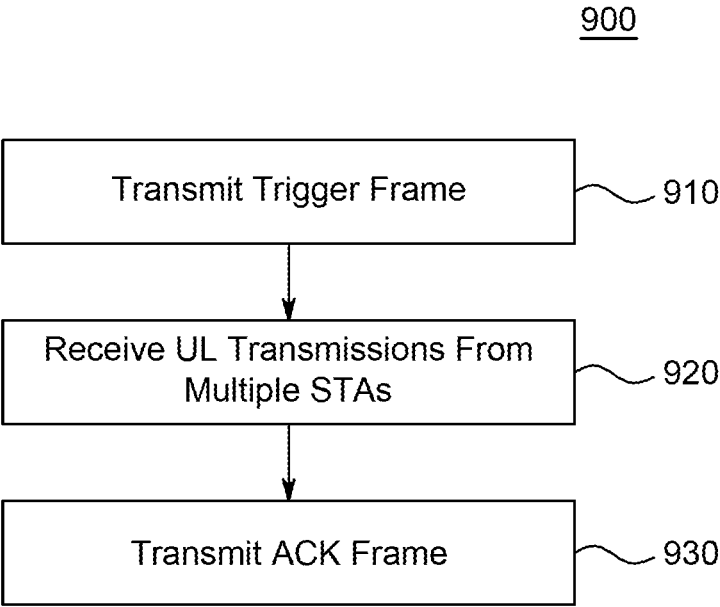 900
Transmit Trigger Frame
910
Receive UL Transmissions From
Multiple STAs
920
Transmit ACK Frame
930